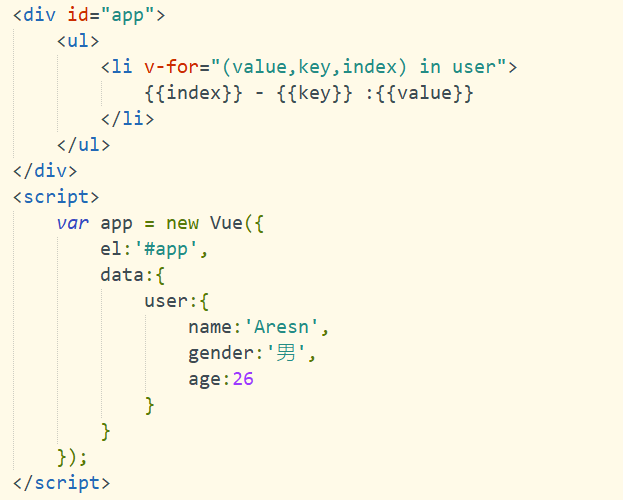 <div id="app">
    <ul>
        <li v-for="(value,key,index) in user">
            {{index}} - {{key}} :{{value}}
        </li>
    </ul>
</div>
<script>
    var app = new Vue({
        el:'#app',
        data:{
            user:{
                name:'Aresn',
                gender:'男',
                age:26
            }
        }
    });
</script>